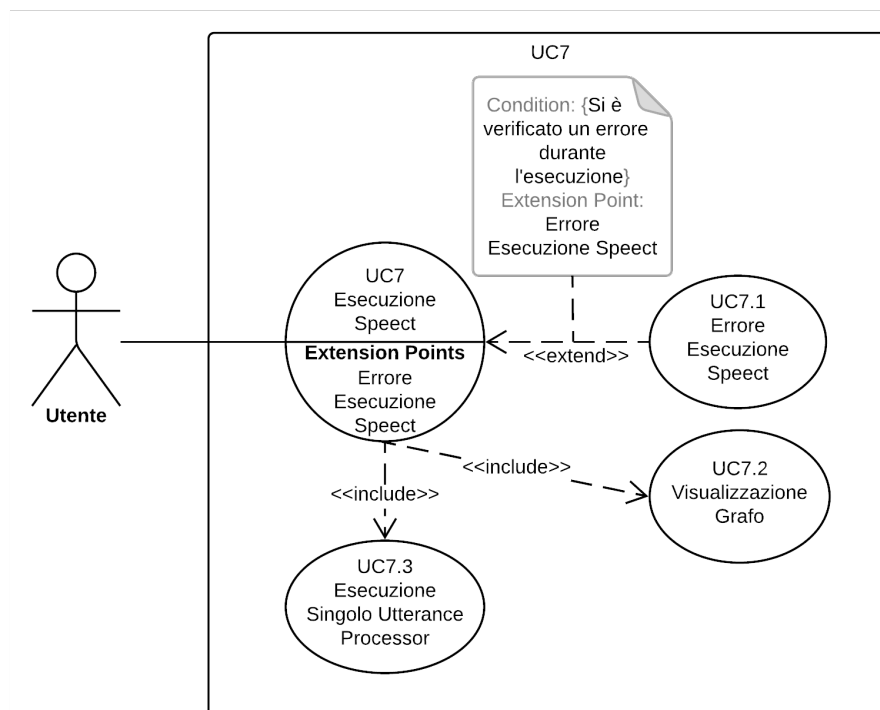 UC7
Condition: {Si è
verificato un errore
durante
l'esecuzione}
Extension Point:
Errore
Esecuzione Speect
UC7
Esecuzione
Speect
Extension Points
Errore
Esecuzione
Speect
<<extend>>
UC7.1
Errore
Esecuzione
Speect
Utente
<<include>>
UC7.2
Visualizzazione
Grafo
<<include>>
UC7.3
Esecuzione
Singolo Utterance
Processor